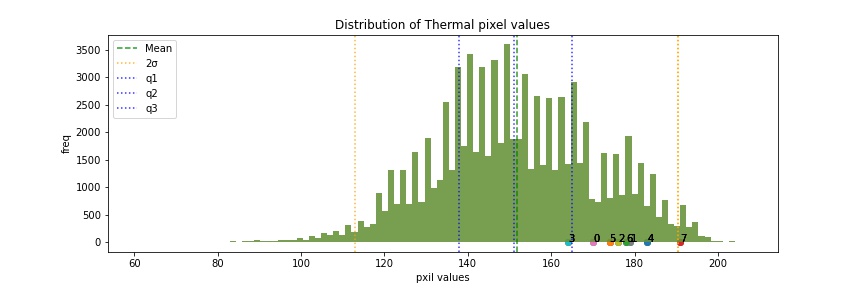 Distribution of Thermal pixel values
Mean
2σ
q1
q2
q3
freq
3500
3000
2500
2000
1500
1000
500
0
3 0 5 2 6 1 4 7
60 80 100 120 140 160 180 200
pxil values